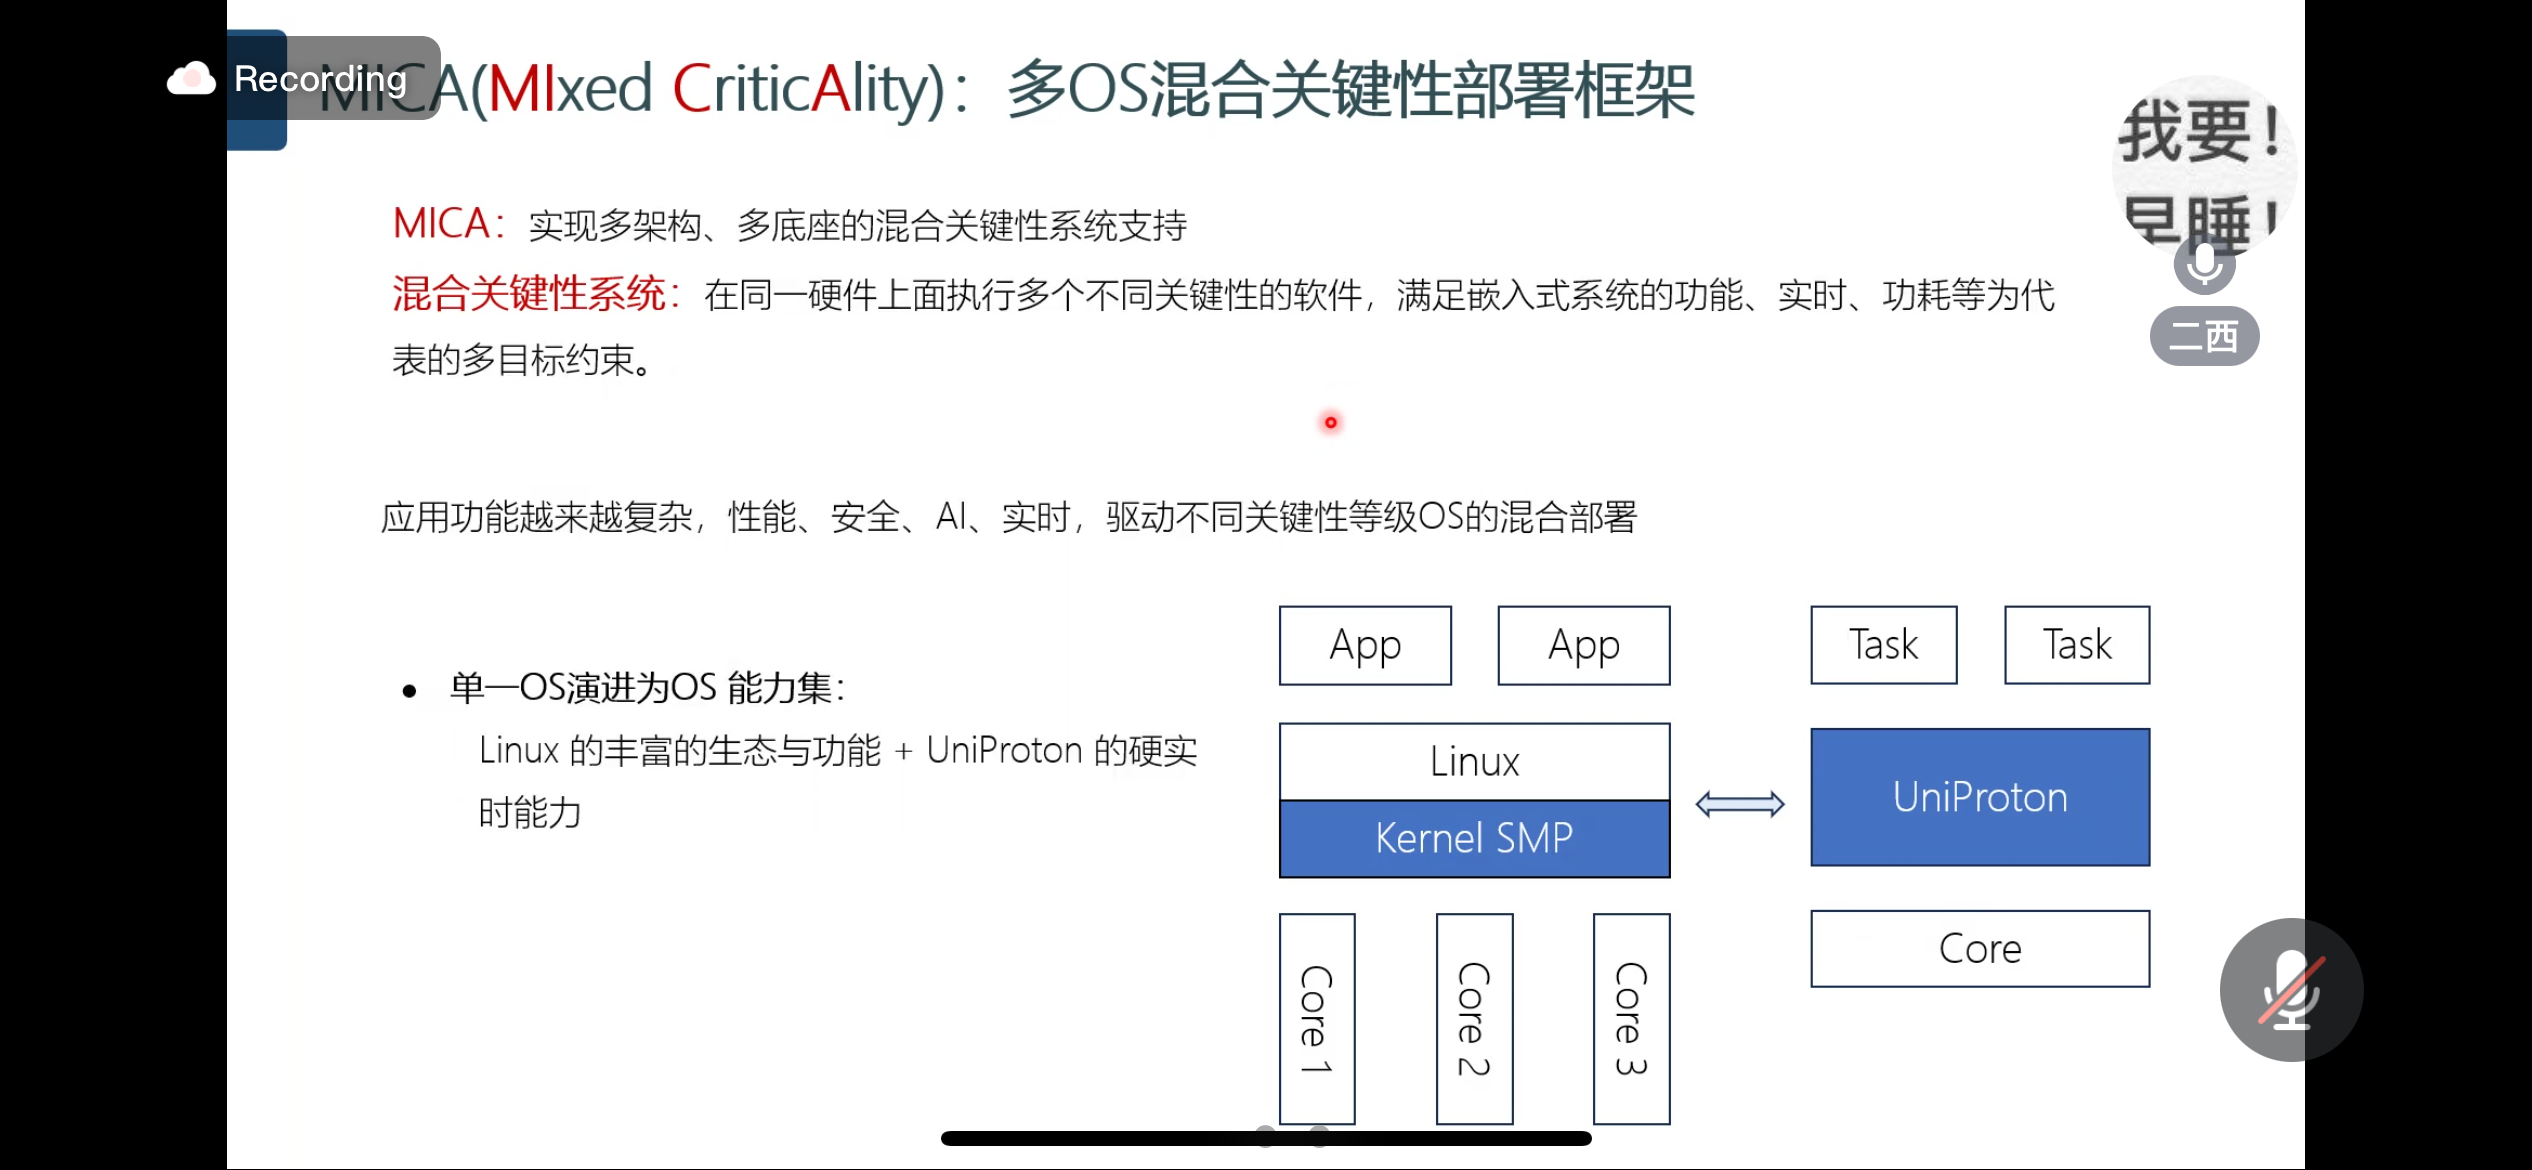 Recording
MICA(MIxed CriticAlity)：多OS混合关键性部署框架
我要！
早睡！
二西
MICA：实现多架构、多底座的混合关键性系统支持
混合关键性系统：在同一硬件上面执行多个不同关键性的软件，满足嵌入式系统的功能、实时、功耗等为代
表的多目标约束。
应用功能越来越复杂，性能、安全、AI、实时，驱动不同关键性等级OS的混合部署
● 单一OS演进为OS 能力集：
Linux 的丰富的生态与功能 + UniProton 的硬实
时能力
App App Task Task
Linux
Kernel SMP
UniProton
Core 1 Core 2 Core 3
Core